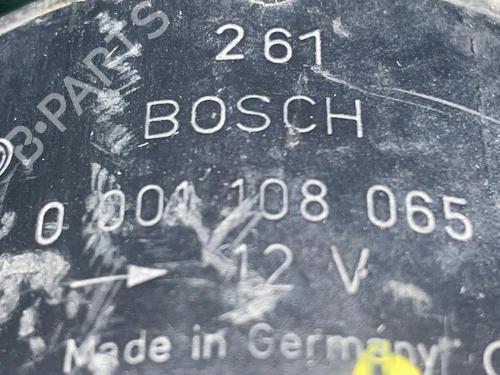 261
BOSCH
0 001 108 065
12 V
Made in Germany
B-PARTS